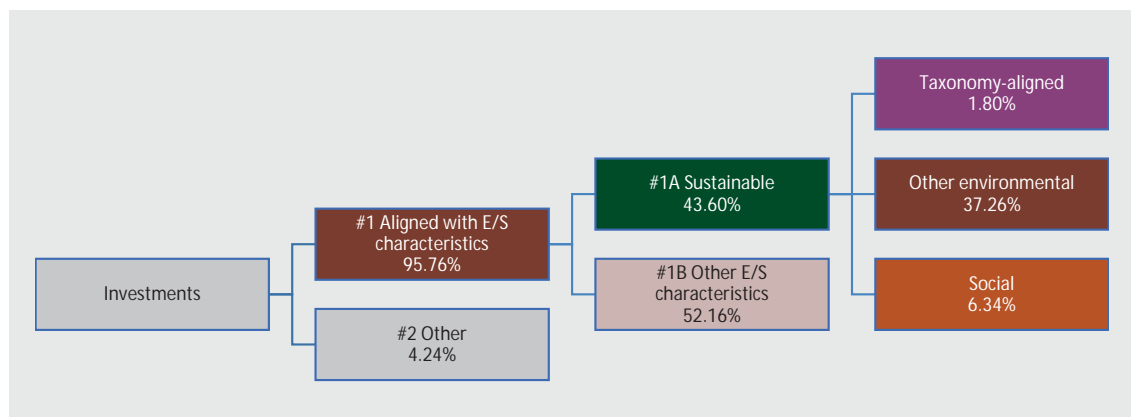 Investments
#1 Aligned with E/S
characteristics
95.76%
#2 Other
4.24%
#1A Sustainable
43.60%
#1B Other E/S
characteristics
52.16%
Taxonomy-aligned
1.80%
Other environmental
37.26%
Social
6.34%